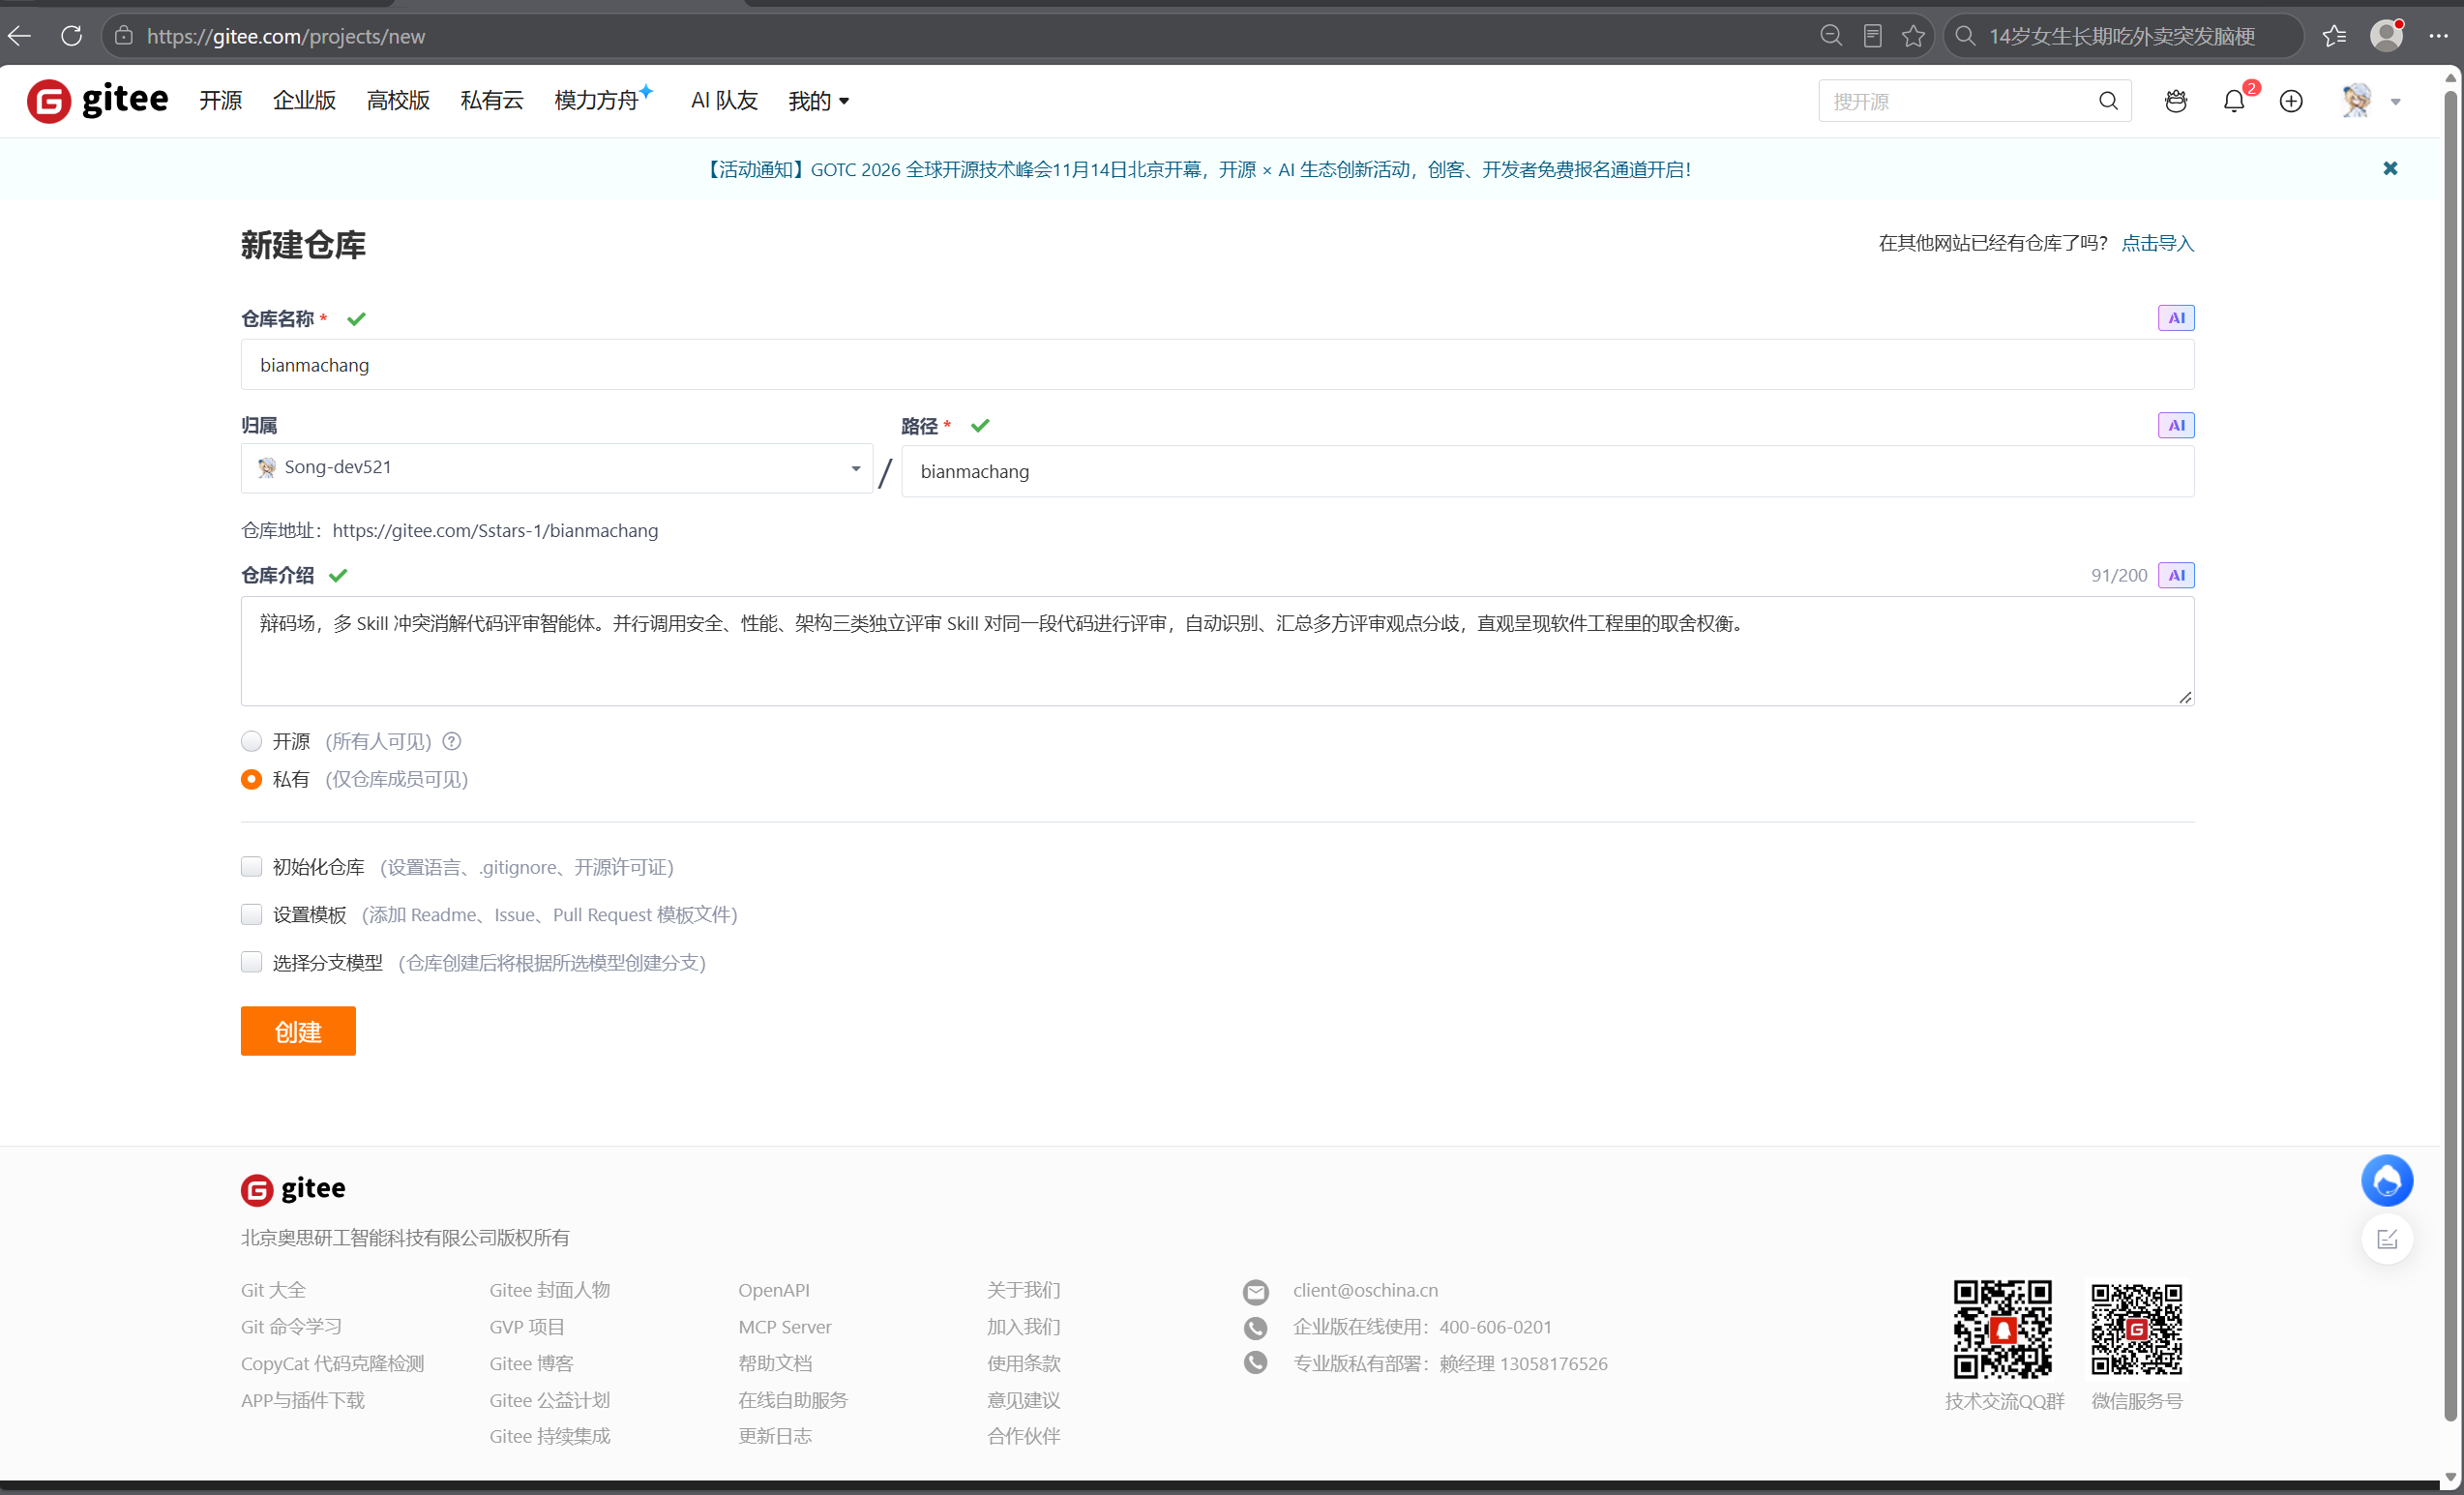 https://gitee.com/projects/new
14岁女生长期吃外卖突发脑梗
gitee 开源 企业版 高校版 私有云 模力方舟 AI 队友 我的
搜开源
2
【活动通知】GOTC 2026 全球开源技术峰会11月14日北京开幕，开源 × AI 生态创新活动，创客、开发者免费报名通道开启！
新建仓库
在其他网站已经有仓库了吗？ 点击导入
仓库名称 *
AI
bianmachang
归属
路径 *
AI
Song-dev521
/
bianmachang
仓库地址：https://gitee.com/Sstars-1/bianmachang
仓库介绍
91/200 AI
辩码场，多 Skill 冲突消解代码评审智能体。并行调用安全、性能、架构三类独立评审 Skill 对同一段代码进行评审，自动识别、汇总多方评审观点分歧，直观呈现软件工程里的取舍权衡。
开源 (所有人可见) ?
私有 (仅仓库成员可见)
初始化仓库 (设置语言、.gitignore、开源许可证)
设置模板 (添加 Readme、Issue、Pull Request 模板文件)
选择分支模型 (仓库创建后将根据所选模型创建分支)
创建
gitee
北京奥思研工智能科技有限公司版权所有
Git 大全
Git 命令学习
CopyCat 代码克隆检测
APP与插件下载
Gitee 封面人物
GVP 项目
Gitee 博客
Gitee 公益计划
Gitee 持续集成
OpenAPI
MCP Server
帮助文档
在线自助服务
更新日志
关于我们
加入我们
使用条款
意见建议
合作伙伴
client@oschina.cn
企业版在线使用：400-606-0201
专业版私有部署：赖经理 13058176526
技术交流QQ群
微信服务号